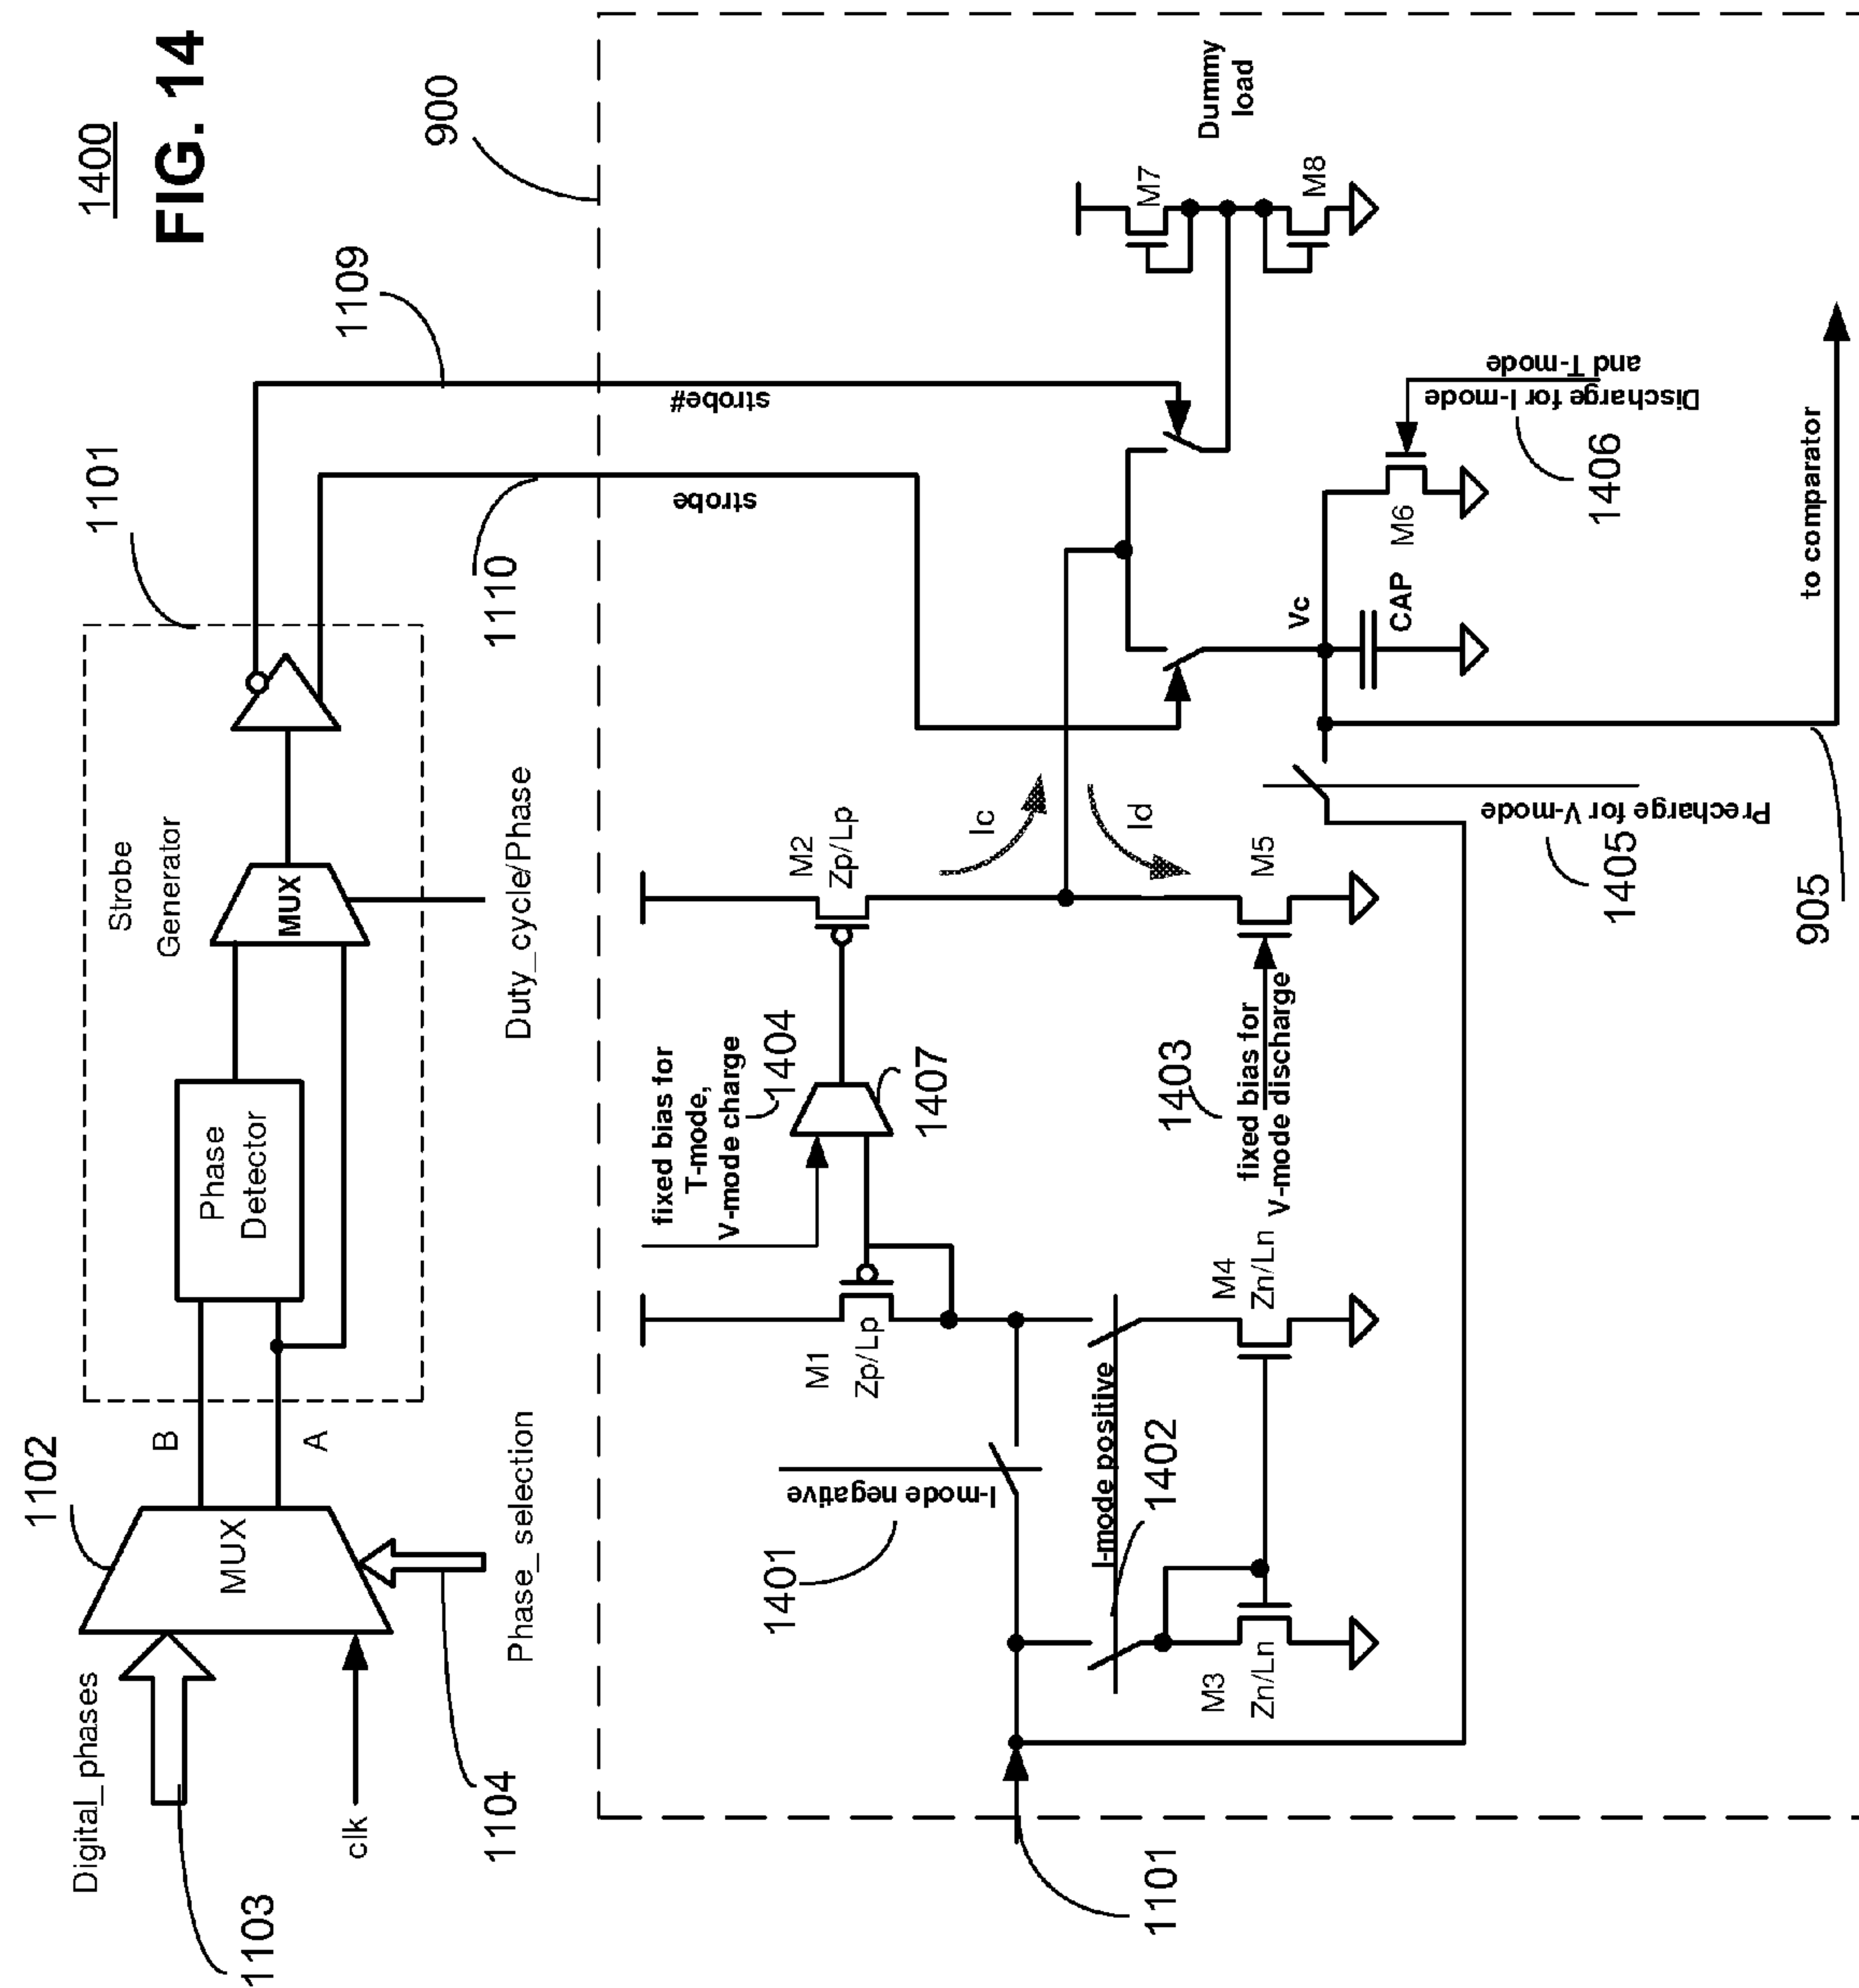 1400
FIG. 14
Digital_phases
1103
clk
1104
Phase_selection
1102
MUX
B
A
Phase
Detector
Strobe
Generator
MUX
Duty_cycle/Phase
1101
1110
1109
strobe#
strobe
900
1101
1401
I-mode negative
I-mode positive
1402
M1
Zp/Lp
M3
Zn/Ln
M4
Zn/Ln
fixed bias for
T-mode,
V-mode charge
1404
1407
M2
Zp/Lp
Ic
Id
1403
fixed bias for
V-mode discharge
M5
Precharge for V-mode
1405
905
Vc
CAP
M6
Discharge for I-mode
and T-mode
1406
M7
M8
Dummy
load
to comparator